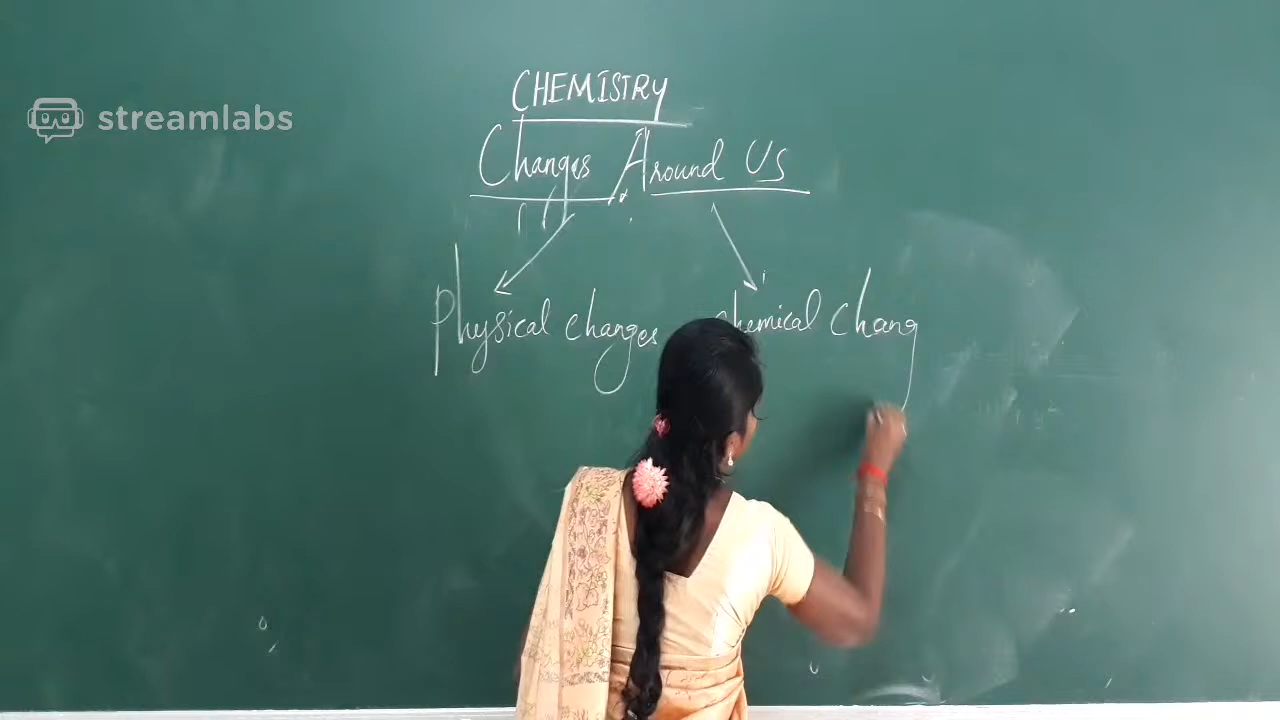 streamlabs
CHEMISTRY
Changes Around Us
Physical changes
chemical chang